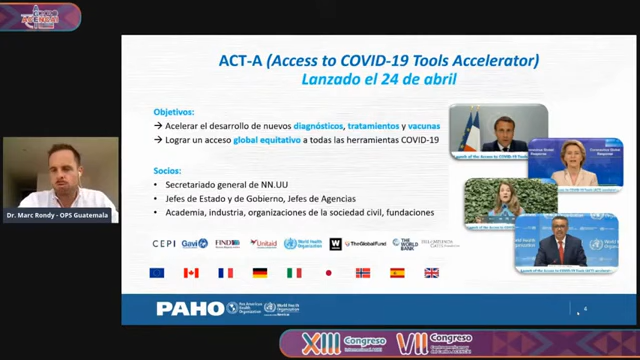 ACT-A (Access to COVID-19 Tools Accelerator)
Lanzado el 24 de abril
Objetivos:
→ Acelerar el desarrollo de nuevos diagnósticos, tratamientos y vacunas
→ Lograr un acceso global equitativo a todas las herramientas COVID-19
Socios:
• Secretariado general de NN.UU
• Jefes de Estado y de Gobierno, Jefes de Agencias
• Academia, industria, organizaciones de la sociedad civil, fundaciones
Dr. Marc Rondy - OPS Guatemala
CEPI Gavi FIND Unitaid World Health Organization W TheGlobalFund THE WORLD BANK
PAHO Pan American Health Organization World Health Organization
4
XIII Congreso
VII Congreso